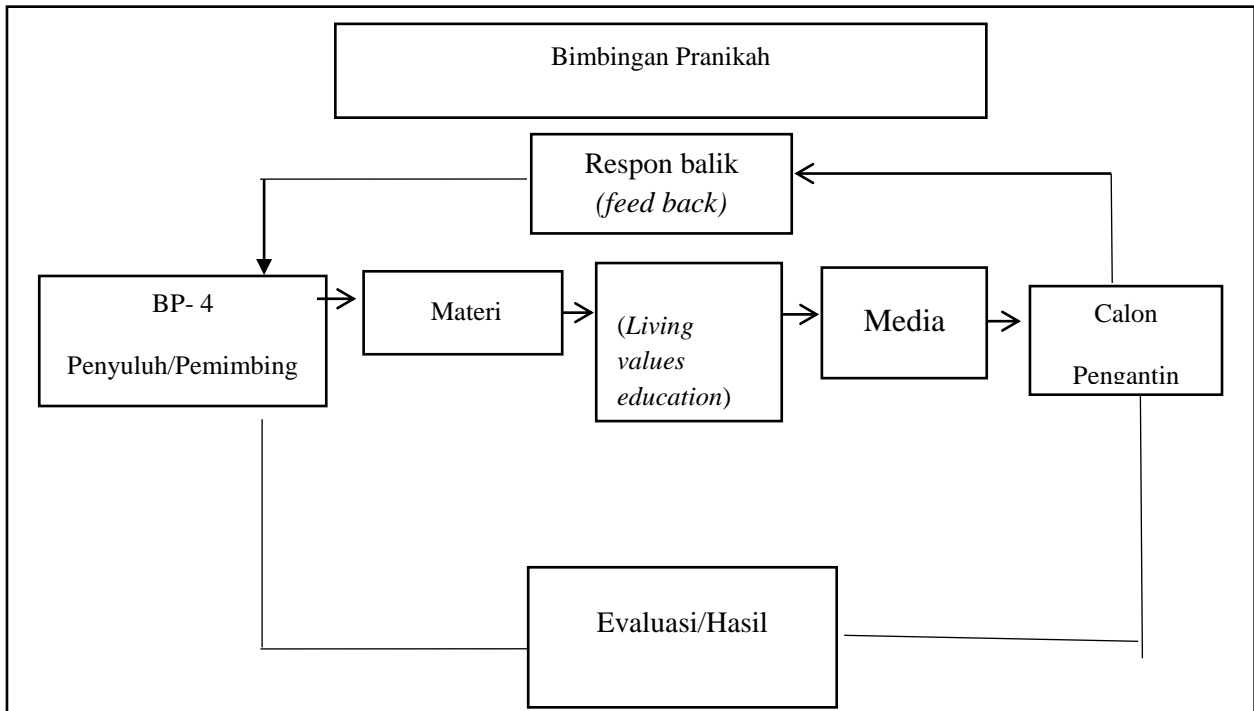 Bimbingan Pranikah
Respon balik
(feed back)
BP- 4
Penyuluh/Pemimbing
Materi
(Living
values
education)
Media
Calon
Pengantin
Evaluasi/Hasil